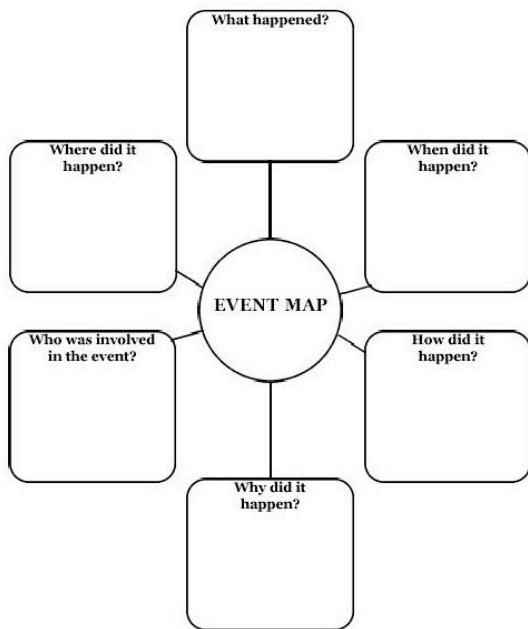 What happened?
Where did it
happen?
When did it
happen?
EVENT MAP
Who was involved
in the event?
How did it
happen?
Why did it
happen?